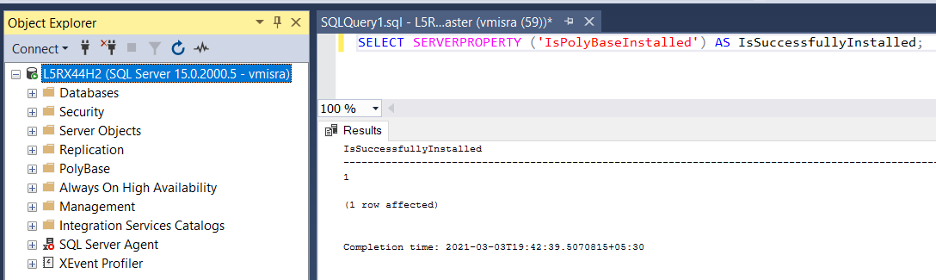 Object Explorer
Connect
L5RX44H2 (SQL Server 15.0.2000.5 - vmisra)
Databases
Security
Server Objects
Replication
PolyBase
Always On High Availability
Management
Integration Services Catalogs
SQL Server Agent
XEvent Profiler
SQLQuery1.sql - L5R...aster (vmisra (59))*
SELECT SERVERPROPERTY ('IsPolyBaseInstalled') AS IsSuccessfullyInstalled;
100 %
Results
IsSuccessfullyInstalled
1
(1 row affected)
Completion time: 2021-03-03T19:42:39.5070815+05:30